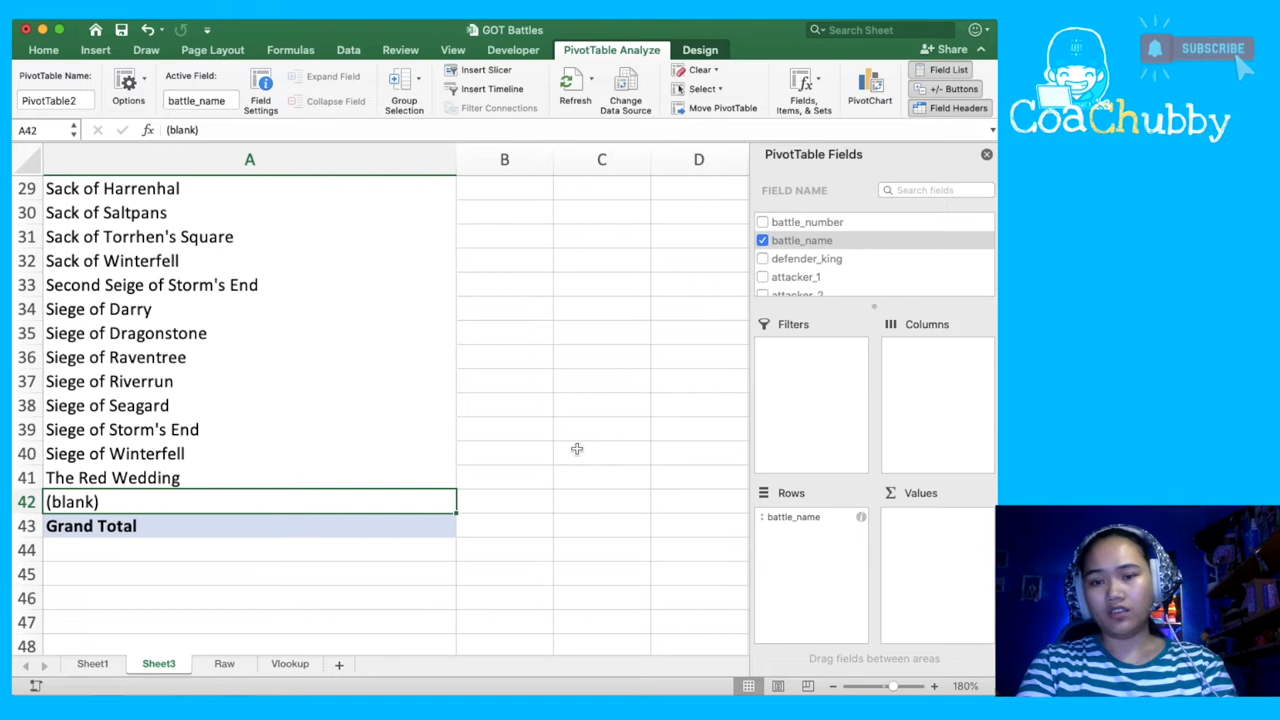 GOT Battles
Search Sheet
Home Insert Draw Page Layout Formulas Data Review View Developer PivotTable Analyze Design Share
PivotTable Name: Active Field: Expand Field Insert Slicer Clear Select Field List
PivotTable2 Options battle_name Field Settings Collapse Field Group Selection Insert Timeline Filter Connections Refresh Change Data Source Move PivotTable Fields, Items, & Sets PivotChart +/- Buttons Field Headers
A42 fx (blank)
A B C D
29 Sack of Harrenhal
30 Sack of Saltpans
31 Sack of Torrhen's Square
32 Sack of Winterfell
33 Second Seige of Storm's End
34 Siege of Darry
35 Siege of Dragonstone
36 Siege of Raventree
37 Siege of Riverrun
38 Siege of Seagard
39 Siege of Storm's End
40 Siege of Winterfell
41 The Red Wedding
42 (blank)
43 Grand Total
44
45
46
47
48
PivotTable Fields
FIELD NAME Search fields
battle_number
battle_name
defender_king
attacker_1
attacker_2
Filters Columns
Rows Values
battle_name
Drag fields between areas
Sheet1 Sheet3 Raw Vlookup
180%
SUBSCRIBE
CoaChubby